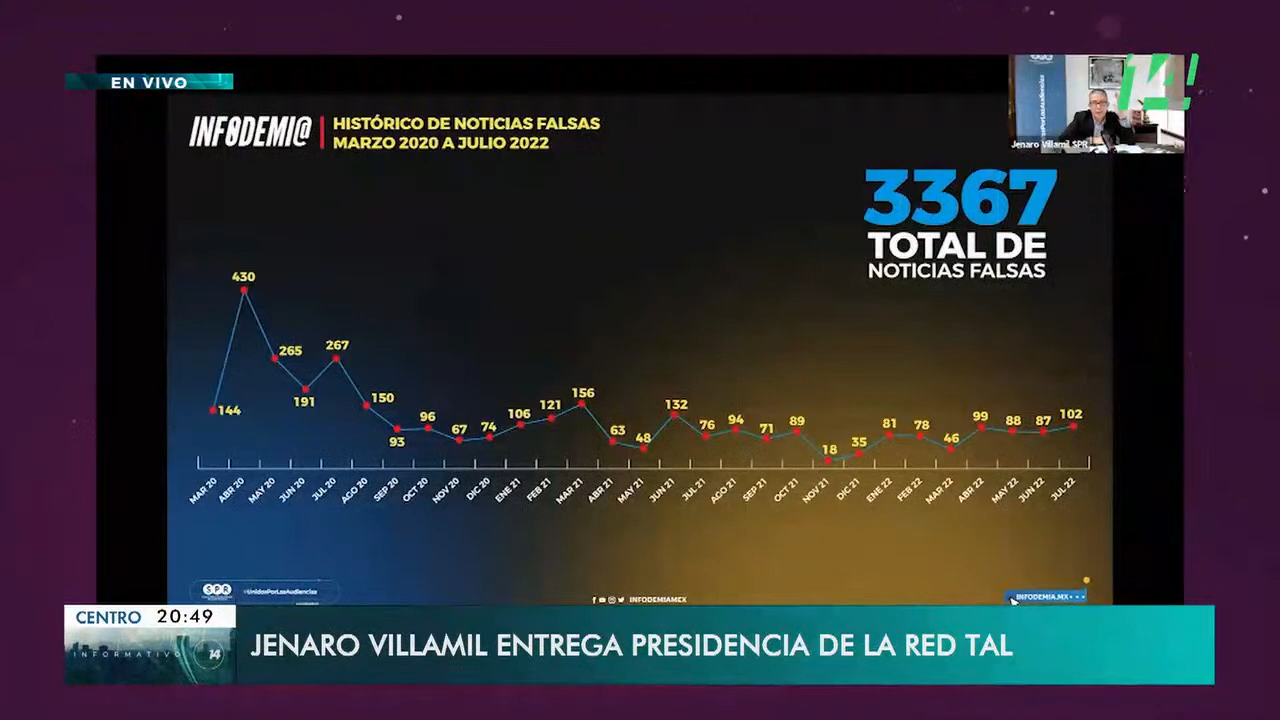 EN VIVO
14
Jenaro Villamil SPR
INFODEMI@
HISTÓRICO DE NOTICIAS FALSAS
MARZO 2020 A JULIO 2022
3367
TOTAL DE
NOTICIAS FALSAS
144
430
265
191
267
150
93
96
67
74
106
121
156
63
48
132
76
94
71
89
18
35
81
78
46
99
88
87
102
MAR 20
ABR 20
MAY 20
JUN 20
JUL 20
AGO 20
SEP 20
OCT 20
NOV 20
DIC 20
ENE 21
FEB 21
MAR 21
ABR 21
MAY 21
JUN 21
JUL 21
AGO 21
SEP 21
OCT 21
NOV 21
DIC 21
ENE 22
FEB 22
MAR 22
ABR 22
MAY 22
JUN 22
JUL 22
SPR
#UnidosPorLasAudiencias
INFODEMIAMEX
INFODEMIA.MX
CENTRO 20:49
INFORMATIVO 14
JENARO VILLAMIL ENTREGA PRESIDENCIA DE LA RED TAL